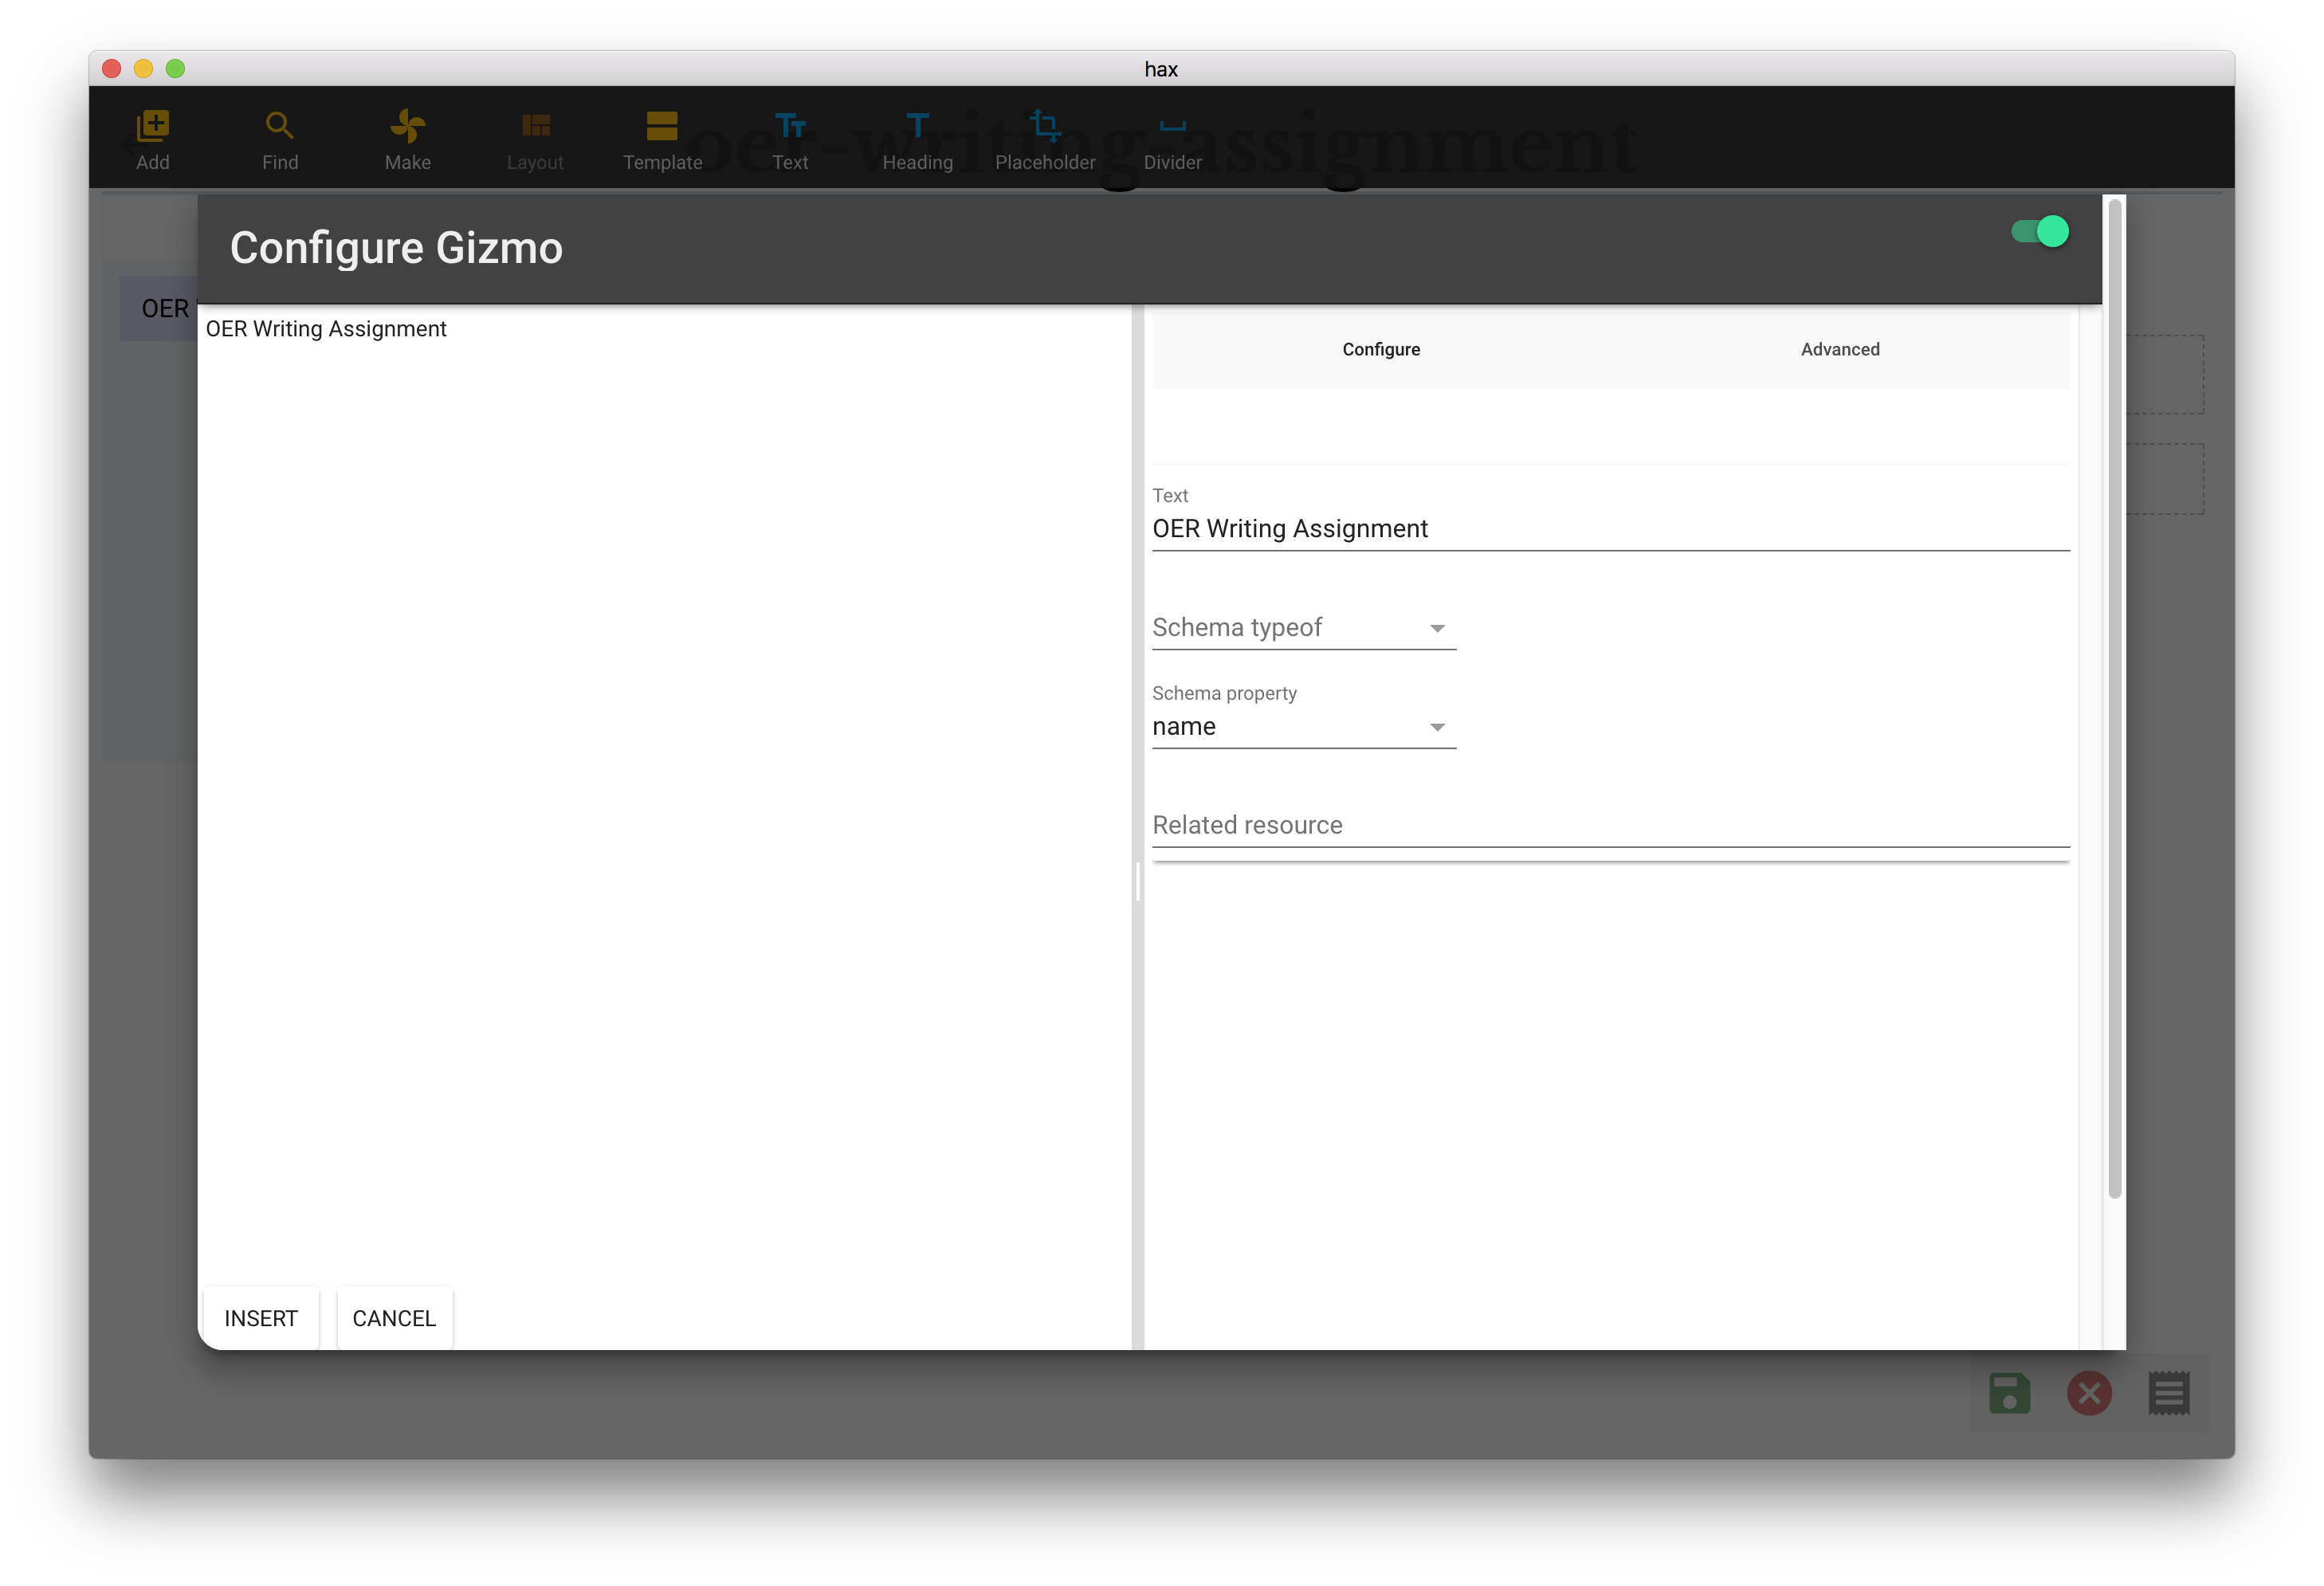 hax
oer-writing-assignment
Add Find Make Layout Template Text Heading Placeholder Divider
Configure Gizmo
OER
OER Writing Assignment
Configure Advanced
Text
OER Writing Assignment
Schema typeof
Schema property
name
Related resource
INSERT CANCEL